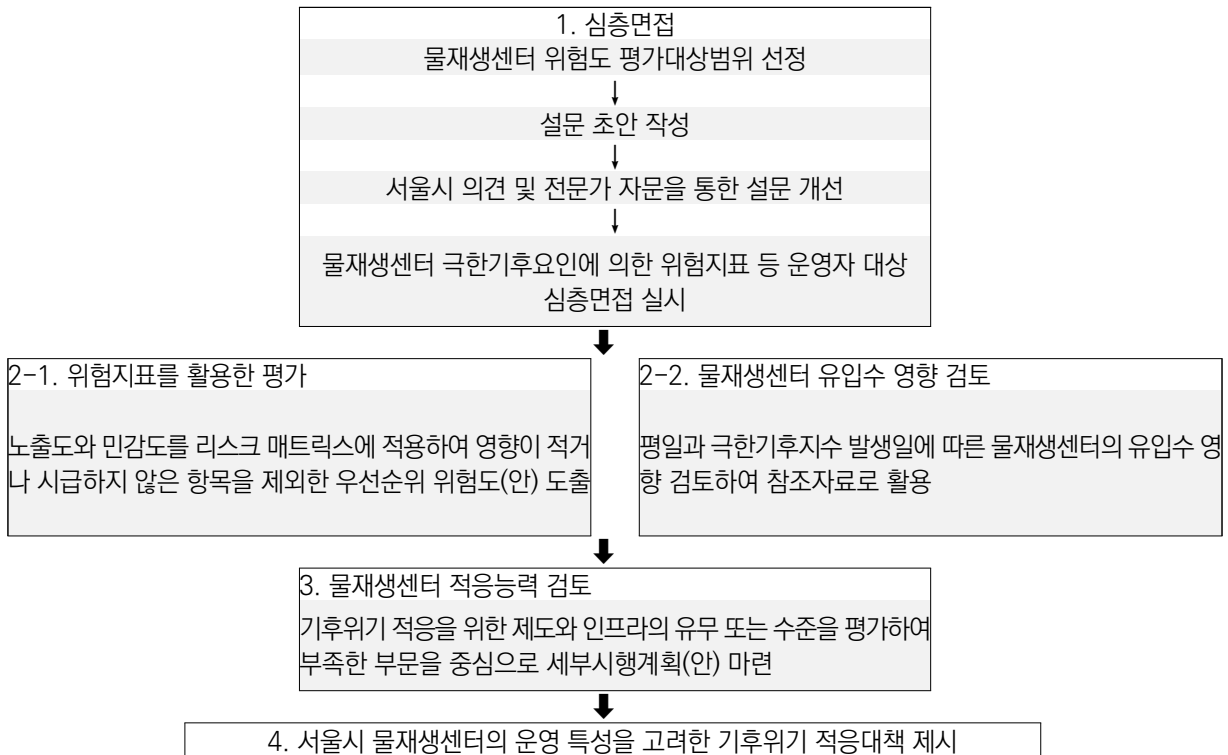 1. 심층면접
물재생센터 위험도 평가대상범위 선정
↓
설문 초안 작성
↓
서울시 의견 및 전문가 자문을 통한 설문 개선
↓
물재생센터 극한기후요인에 의한 위험지표 등 운영자 대상
심층면접 실시
2-1. 위험지표를 활용한 평가
노출도와 민감도를 리스크 매트릭스에 적용하여 영향이 적거
나 시급하지 않은 항목을 제외한 우선순위 위험도(안) 도출
2-2. 물재생센터 유입수 영향 검토
평일과 극한기후지수 발생일에 따른 물재생센터의 유입수 영
향 검토하여 참조자료로 활용
3. 물재생센터 적응능력 검토
기후위기 적응을 위한 제도와 인프라의 유무 또는 수준을 평가하여
부족한 부문을 중심으로 세부시행계획(안) 마련
4. 서울시 물재생센터의 운영 특성을 고려한 기후위기 적응대책 제시